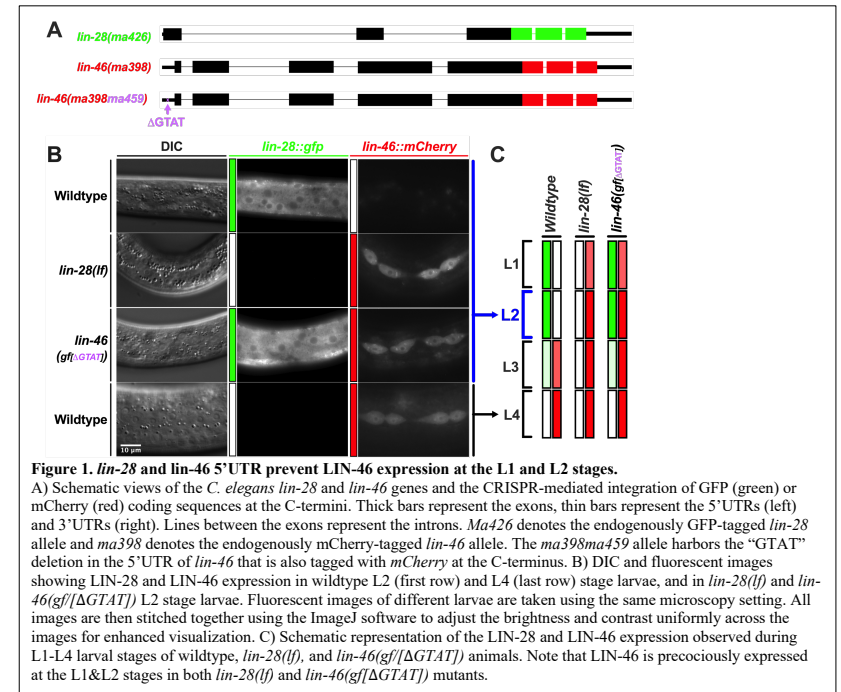 A
lin-28(ma426)
lin-46(ma398)
lin-46(ma398ma459)
ΔGTAT
B
DIC
lin-28::gfp
lin-46::mCherry
C
Wildtype
lin-28(lf)
lin-46(gf[ΔGTAT])
Wildtype
lin-28(lf)
lin-46
(gf[ΔGTAT])
Wildtype
10 µm
L1
L2
L3
L4
Figure 1. lin-28 and lin-46 5’UTR prevent LIN-46 expression at the L1 and L2 stages.
A) Schematic views of the C. elegans lin-28 and lin-46 genes and the CRISPR-mediated integration of GFP (green) or
mCherry (red) coding sequences at the C-termini. Thick bars represent the exons, thin bars represent the 5’UTRs (left)
and 3’UTRs (right). Lines between the exons represent the introns. Ma426 denotes the endogenously GFP-tagged lin-28
allele and ma398 denotes the endogenously mCherry-tagged lin-46 allele. The ma398ma459 allele harbors the “GTAT”
deletion in the 5’UTR of lin-46 that is also tagged with mCherry at the C-terminus. B) DIC and fluorescent images
showing LIN-28 and LIN-46 expression in wildtype L2 (first row) and L4 (last row) stage larvae, and in lin-28(lf) and lin-
46(gf/[ΔGTAT]) L2 stage larvae. Fluorescent images of different larvae are taken using the same microscopy setting. All
images are then stitched together using the ImageJ software to adjust the brightness and contrast uniformly across the
images for enhanced visualization. C) Schematic representation of the LIN-28 and LIN-46 expression observed during
L1-L4 larval stages of wildtype, lin-28(lf), and lin-46(gf/[ΔGTAT]) animals. Note that LIN-46 is precociously expressed
at the L1&L2 stages in both lin-28(lf) and lin-46(gf[ΔGTAT]) mutants.